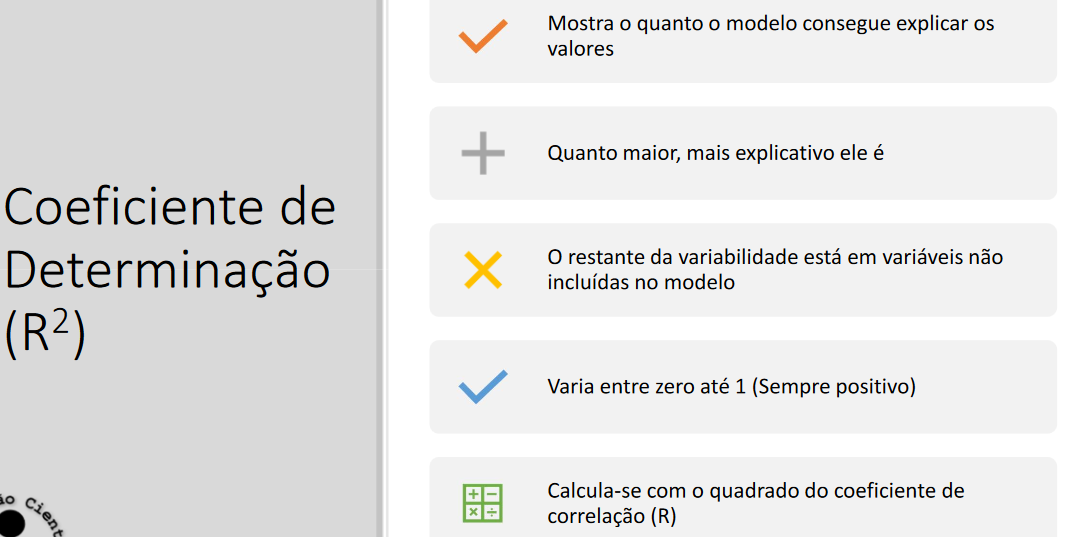 Coeficiente de
Determinação
(R²)
Mostra o quanto o modelo consegue explicar os
valores
Quanto maior, mais explicativo ele é
O restante da variabilidade está em variáveis não
incluídas no modelo
Varia entre zero até 1 (Sempre positivo)
Calcula-se com o quadrado do coeficiente de
correlação (R)